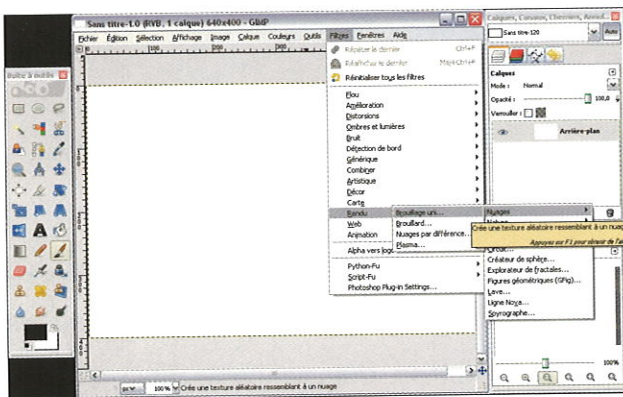 Sans titre-1.0 (RVB, 1 calque) 640x400 - GIMP
Fichier Édition Sélection Affichage Image Calque Couleurs Outils Filtres Fenêtres Aide
Boîte à outils
Répéter le dernier Ctrl+F
Réafficher le dernier Maj+Ctrl+F
Réinitialiser tous les filtres
Flou
Amélioration
Distorsions
Ombres et lumières
Bruit
Détection de bord
Générique
Combiner
Artistique
Décor
Carte
Rendu
Web
Animation
Alpha vers logo
Python-Fu
Script-Fu
Photoshop Plug-in Settings...
Brouillage uni...
Brouillard...
Nuages par différence...
Plasma...
Nuages
Crée une texture aléatoire ressemblant à un nuag
Appuyez sur F1 pour obtenir de l'ai
Créateur de sphère...
Explorateur de fractales...
Figures géométriques (GFig)...
Lave...
Ligne Nova...
Spyrographe...
Calques, Canaux, Chemins, Annul...
Sans titre-120
Auto
Calques
Mode : Normal
Opacité : 100,0
Verrouiller :
Arrière-plan
100%
px 100% Crée une texture aléatoire ressemblant à un nuage